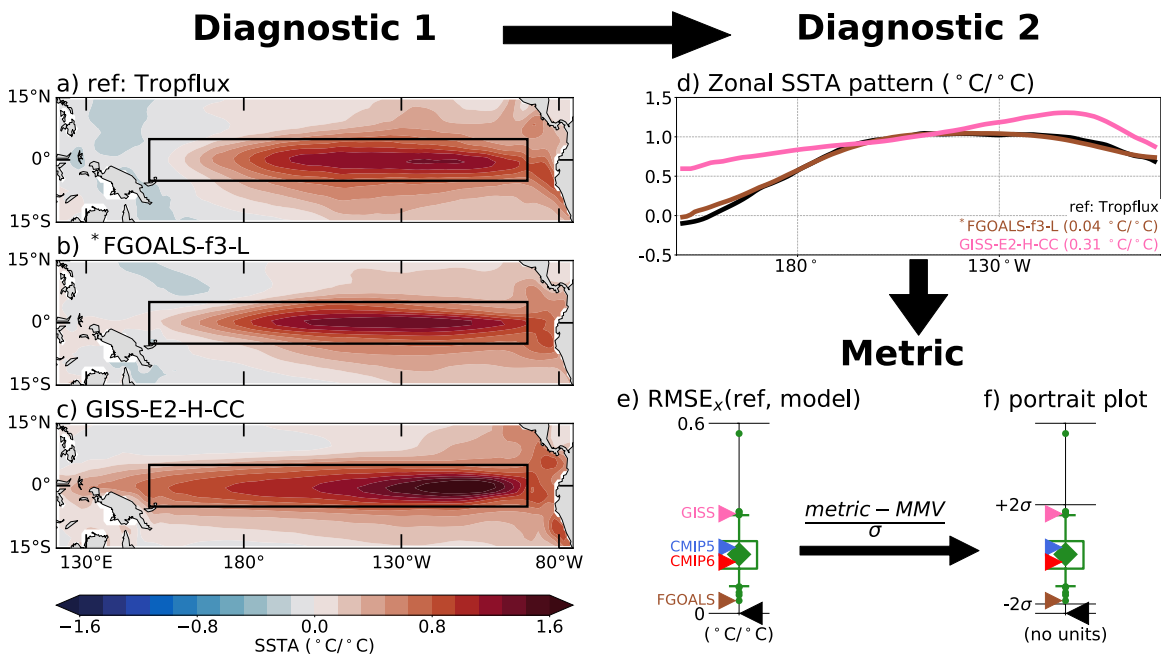 Diagnostic 1
Diagnostic 2
a) ref: Tropflux
15°N
0°
15°S
b) *FGOALS-f3-L
15°N
0°
15°S
c) GISS-E2-H-CC
15°N
0°
15°S
130°E
180°
130°W
80°W
−1.6
−0.8
0.0
0.8
1.6
SSTA (°C/°C)
d) Zonal SSTA pattern (°C/°C)
1.5
1.0
0.5
0.0
-0.5
ref: Tropflux
*FGOALS-f3-L (0.04 °C/°C)
GISS-E2-H-CC (0.31 °C/°C)
180°
130°W
Metric
e) RMSEₓ(ref, model)
0.6
GISS
CMIP5
CMIP6
FGOALS
0
(°C/°C)
metric − MMV
σ
f) portrait plot
+2σ
-2σ
(no units)